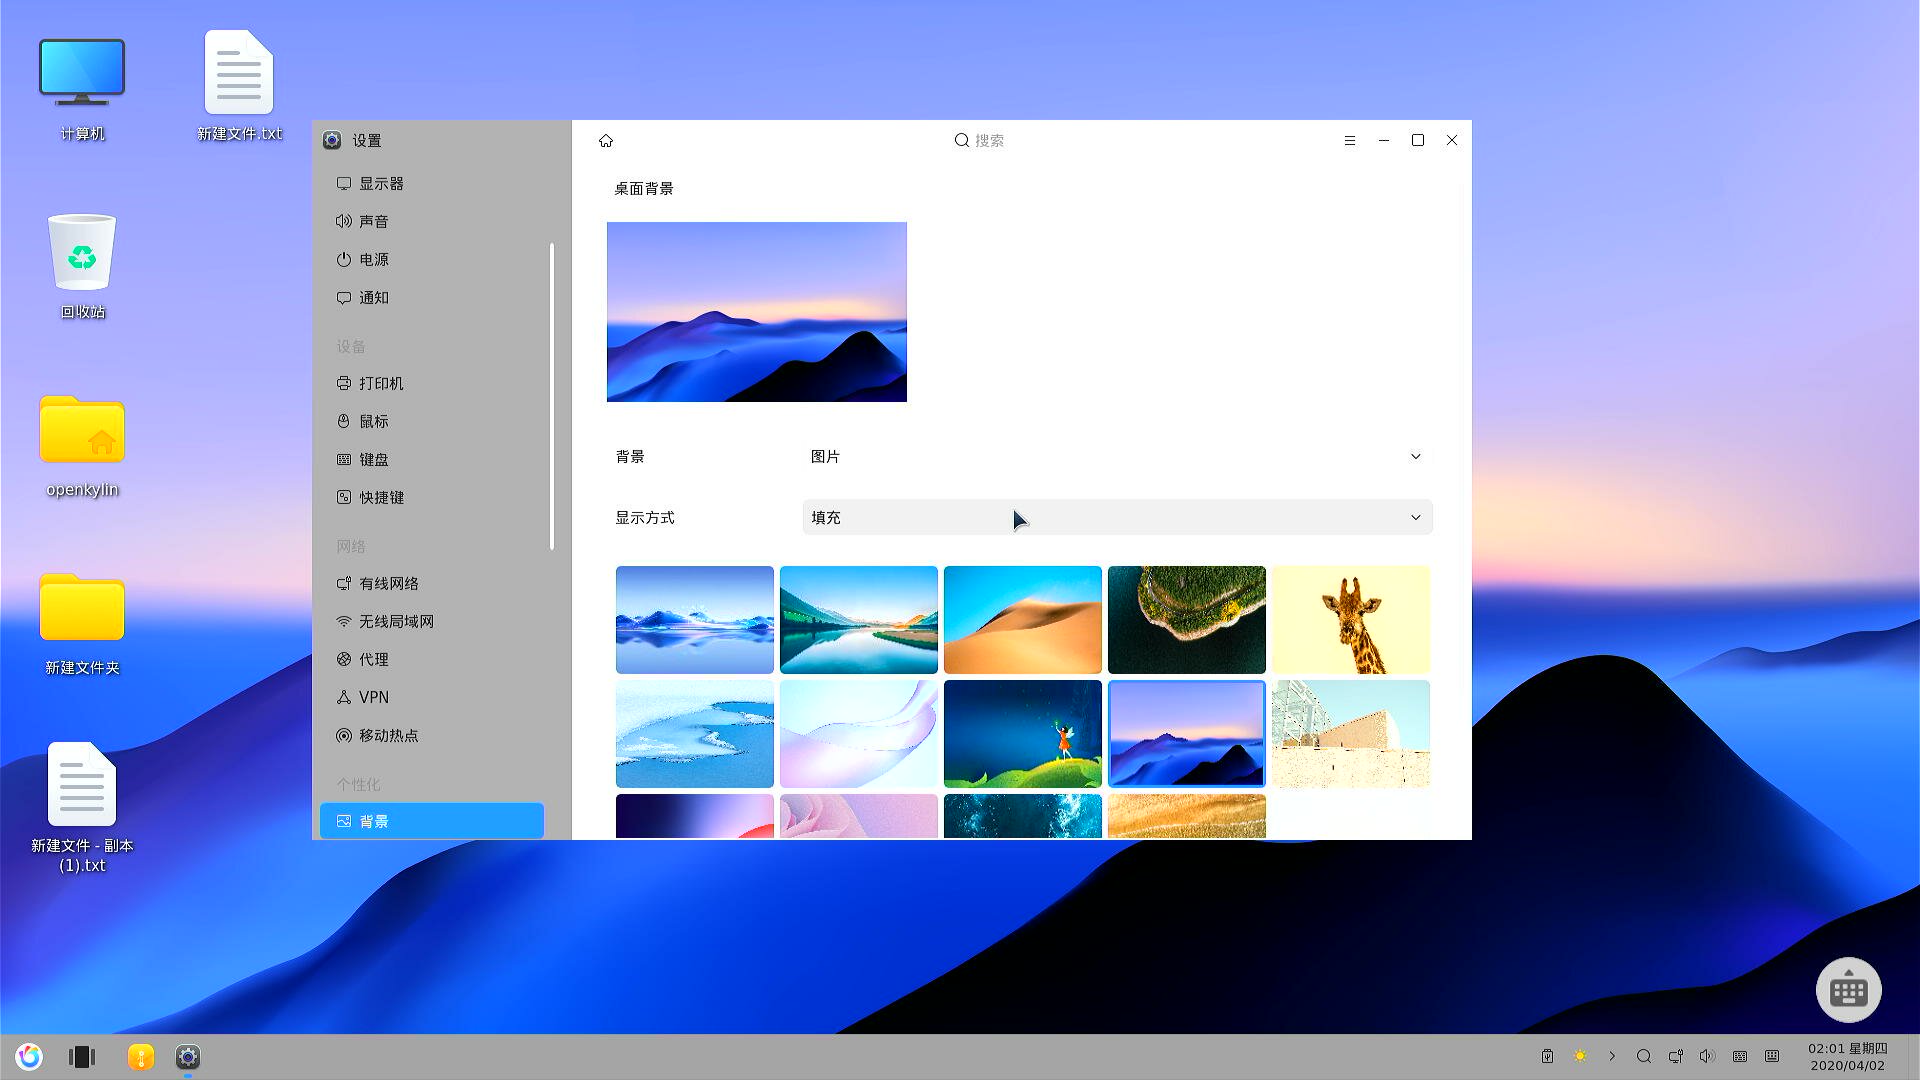 计算机
新建文件.txt
回收站
openkylin
新建文件夹
新建文件 - 副本
(1).txt
设置
搜索
显示器
声音
电源
通知
设备
打印机
鼠标
键盘
快捷键
网络
有线网络
无线局域网
代理
VPN
移动热点
个性化
背景
桌面背景
背景
图片
显示方式
填充
02:01 星期四
2020/04/02